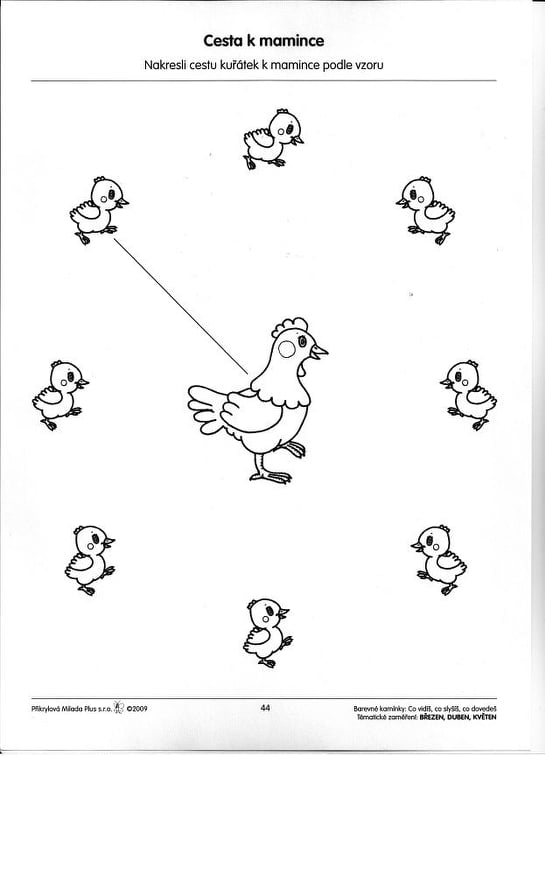 Cesta k mamince
Nakresli cestu kuřátek k mamince podle vzoru
Přikrylová Milada Plus s.r.o. ©2009
44
Barevné kamínky: Co vidíš, co slyšíš, co dovedeš
Tématické zaměření: BŘEZEN, DUBEN, KVĚTEN